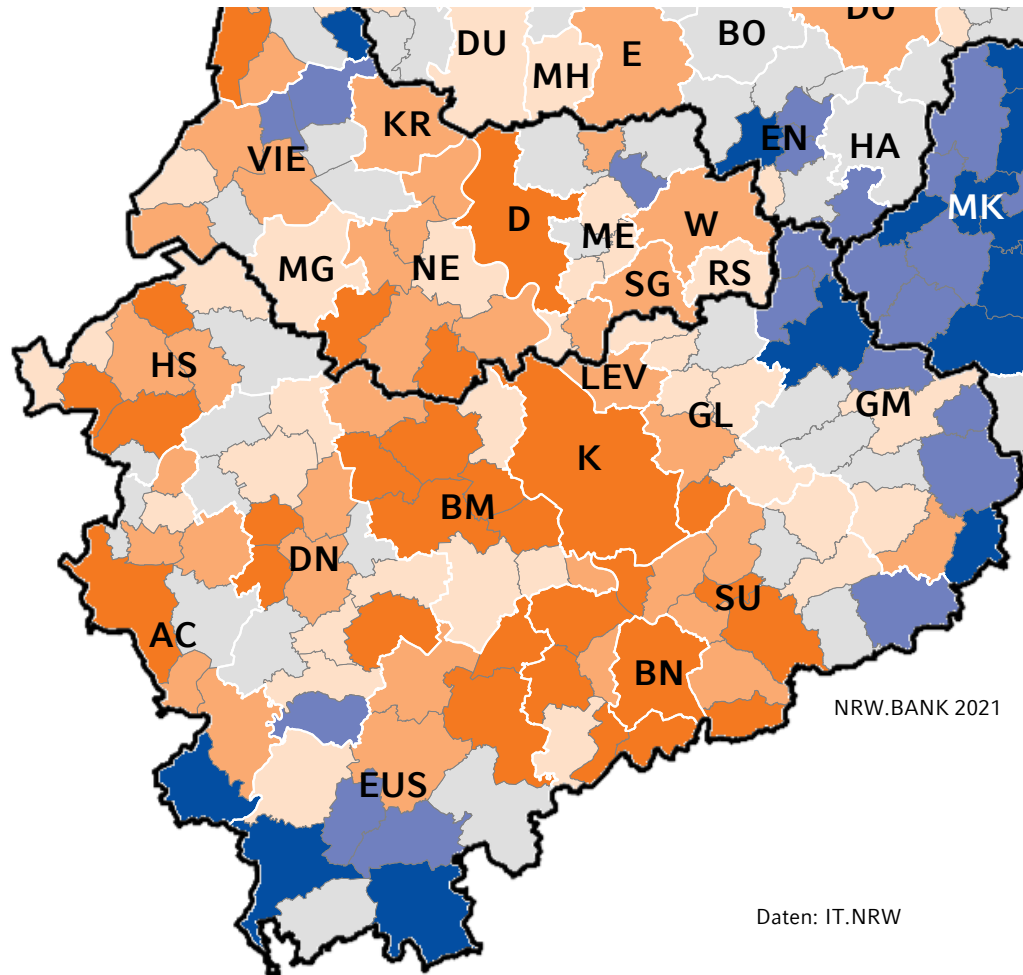 DU
MH
E
BO
DO
KR
VIE
EN
HA
MK
D
ME
W
MG
NE
SG
RS
HS
LEV
GL
GM
K
BM
DN
SU
AC
BN
NRW.BANK 2021
EUS
Daten: IT.NRW